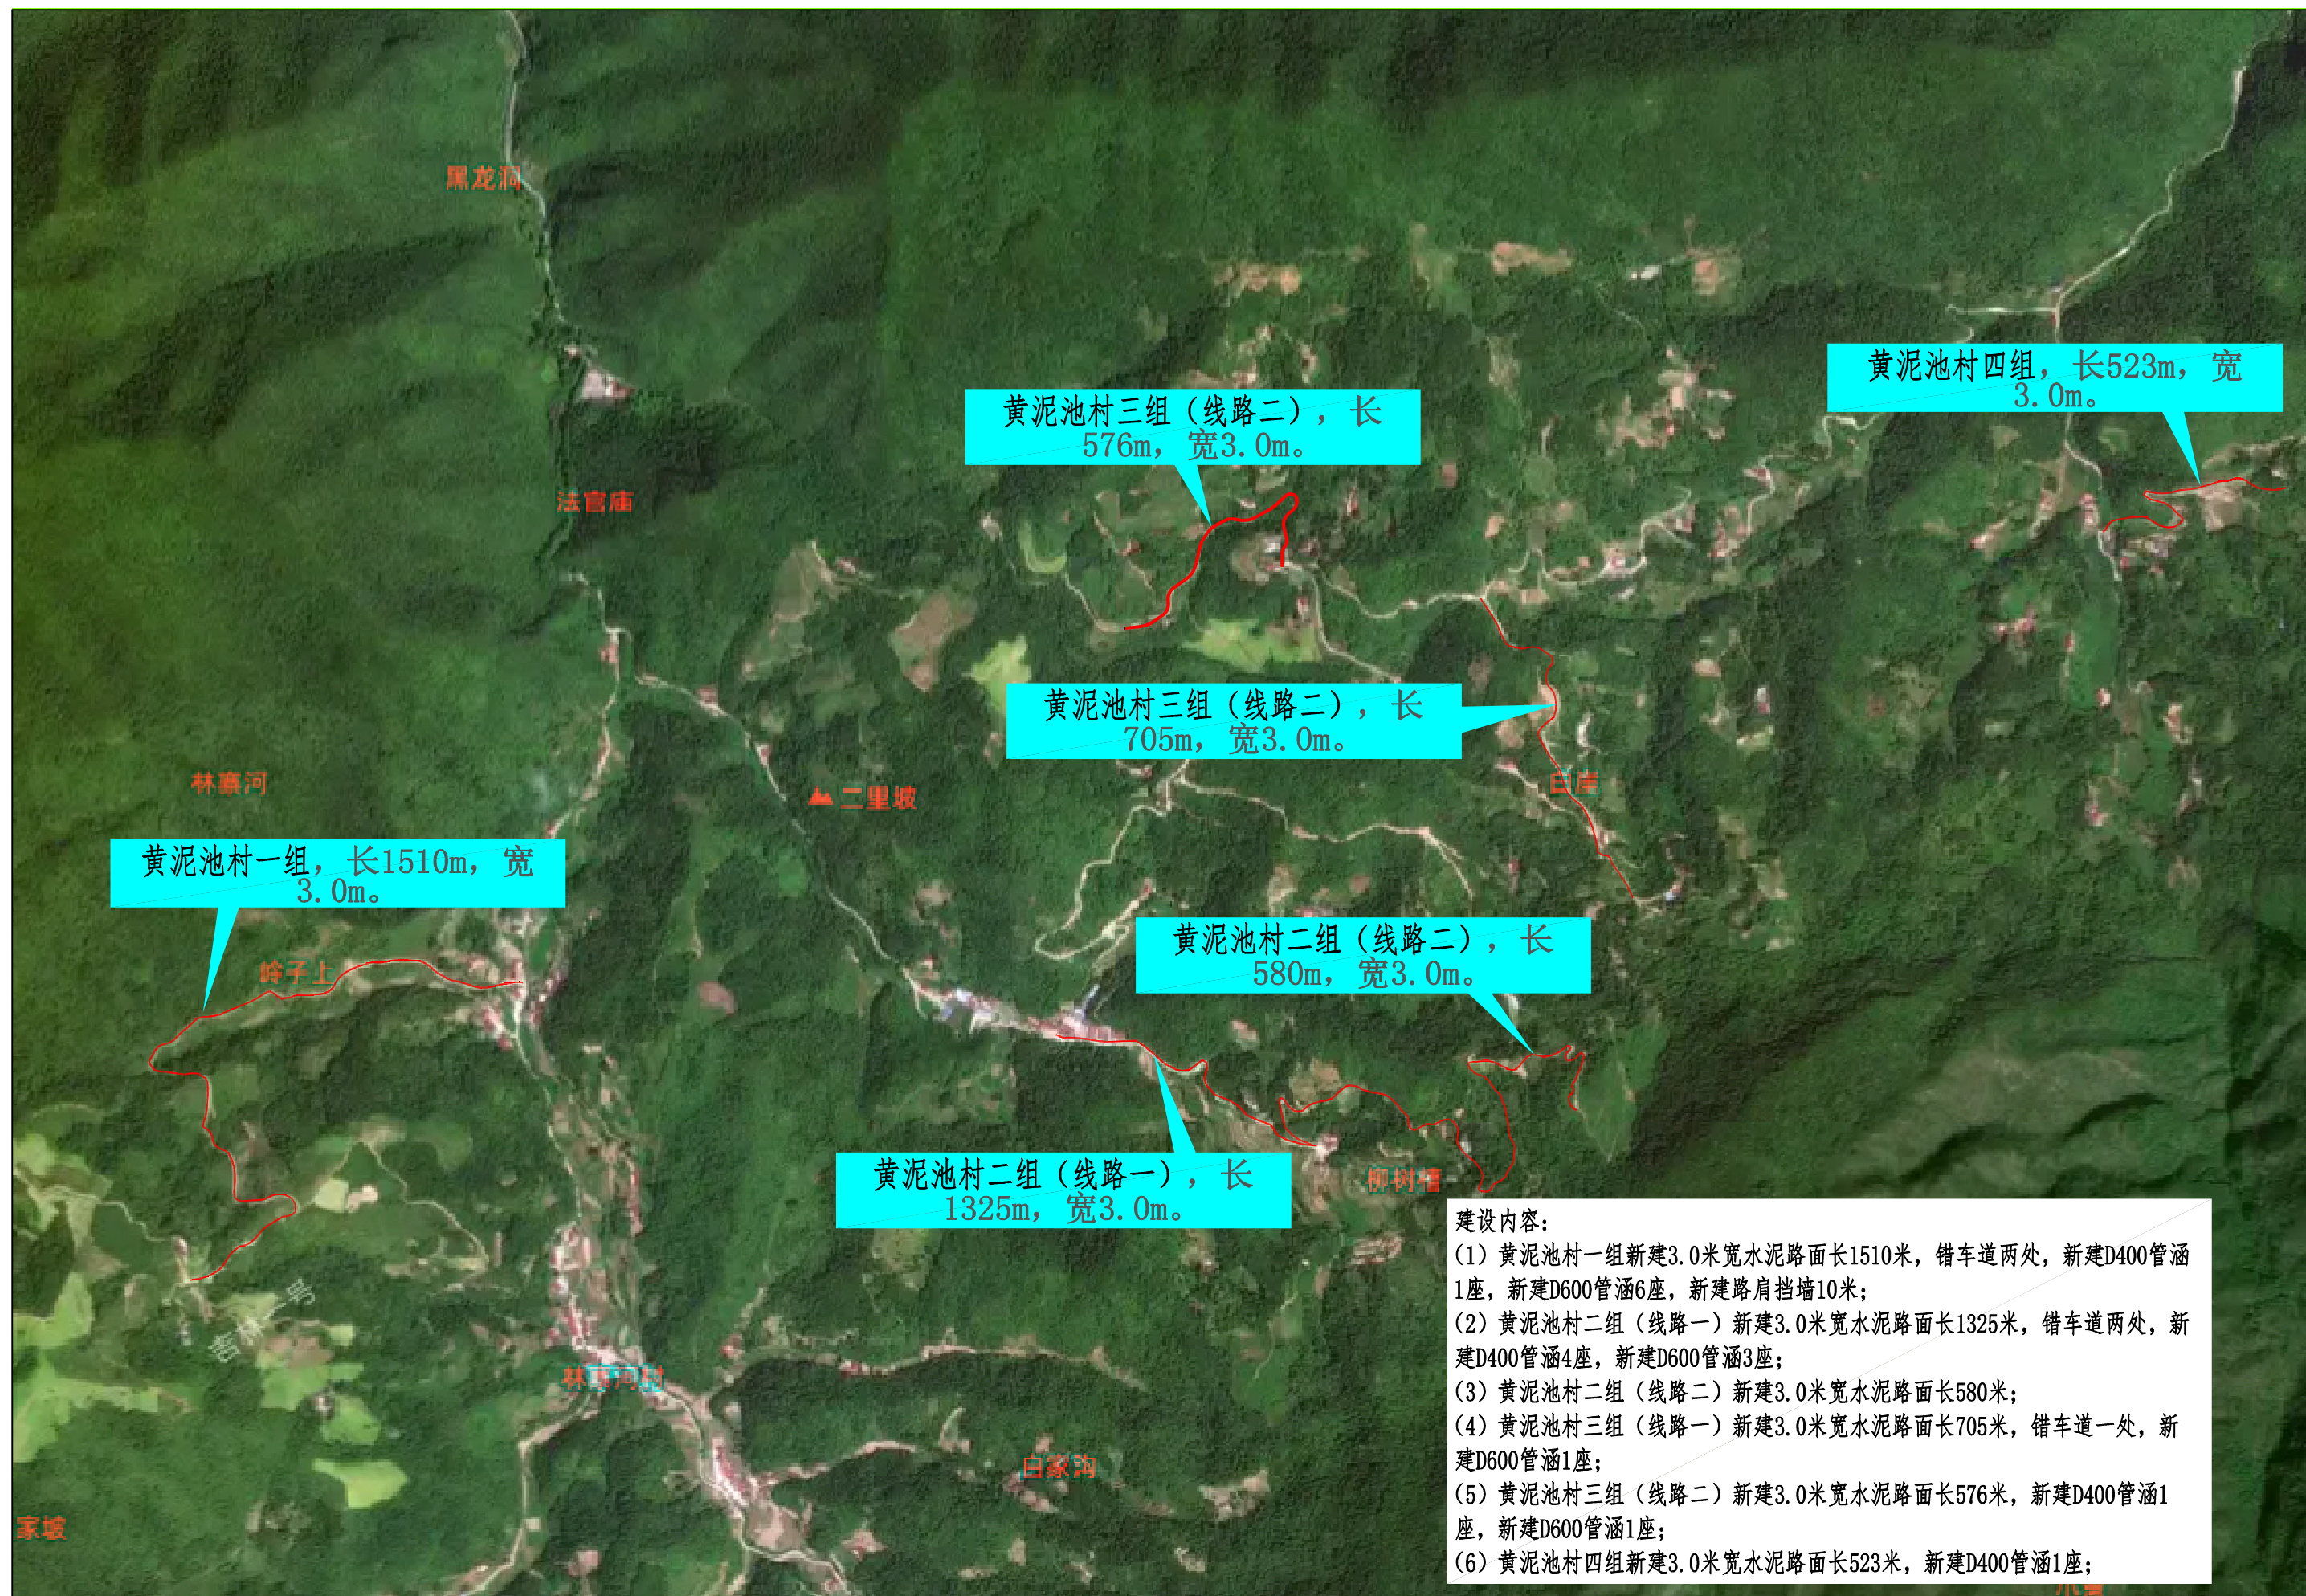 黑龙洞
黄泥池村四组，长523m，宽
3.0m。
黄泥池村三组（线路二），长
576m，宽3.0m。
法官庙
黄泥池村三组（线路二），长
705m，宽3.0m。
林寨河
二里坡
白崖
黄泥池村一组，长1510m，宽
3.0m。
岭子上
黄泥池村二组（线路二），长
580m，宽3.0m。
黄泥池村二组（线路一），长
1325m，宽3.0m。
柳树槽
建设内容：
(1）黄泥池村一组新建3.0米宽水泥路面长1510米，错车道两处，新建D400管涵
1座，新建D600管涵6座，新建路肩挡墙10米；
(2）黄泥池村二组（线路一）新建3.0米宽水泥路面长1325米，错车道两处，新
建D400管涵4座，新建D600管涵3座；
(3）黄泥池村二组（线路二）新建3.0米宽水泥路面长580米；
(4）黄泥池村三组（线路一）新建3.0米宽水泥路面长705米，错车道一处，新
建D600管涵1座；
(5）黄泥池村三组（线路二）新建3.0米宽水泥路面长576米，新建D400管涵1
座，新建D600管涵1座；
(6）黄泥池村四组新建3.0米宽水泥路面长523米，新建D400管涵1座；
吉林一号
林寨河村
白家沟
家坡